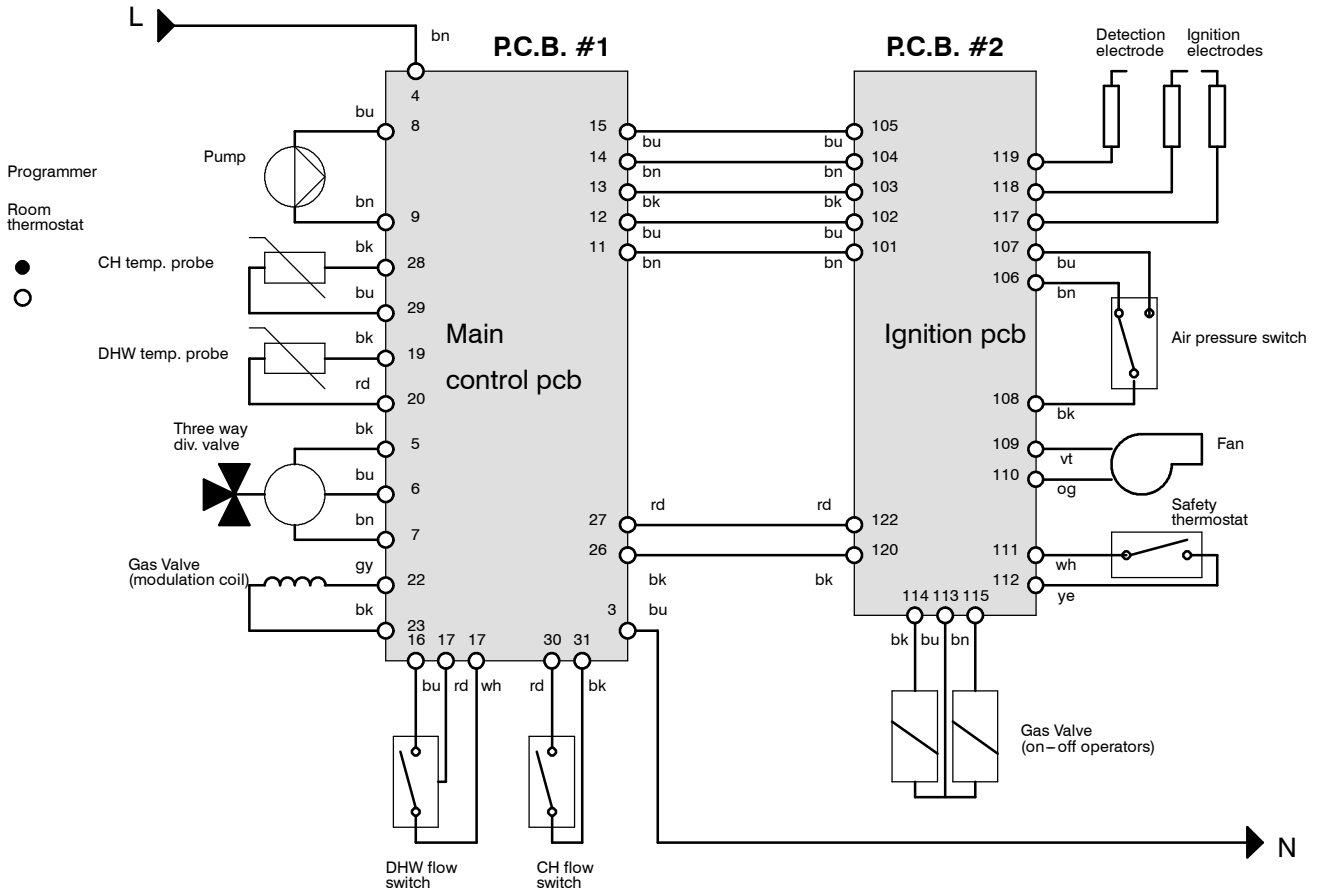 L
bn
P.C.B. #1
P.C.B. #2
Detection
electrode
Ignition
electrodes
Programmer
Room
thermostat
Pump
CH temp. probe
DHW temp. probe
Three way
div. valve
Gas Valve
(modulation coil)
bu
bn
bk
bu
bk
rd
bk
bu
bn
gy
bk
4
8
9
28
29
19
20
5
6
7
22
23
Main
control pcb
15
14
13
12
11
27
26
3
bu
bn
bk
bu
bn
rd
bk
bu
bu
bn
bk
bu
bn
rd
bk
105
104
103
102
101
122
120
Ignition pcb
119
118
117
107
106
108
109
110
111
112
bu
bn
bk
vt
og
wh
ye
Air pressure switch
Fan
Safety
thermostat
114 113 115
bk bu bn
Gas Valve
(on–off operators)
16 17 17 30 31
bu rd wh rd bk
DHW flow
switch
CH flow
switch
N